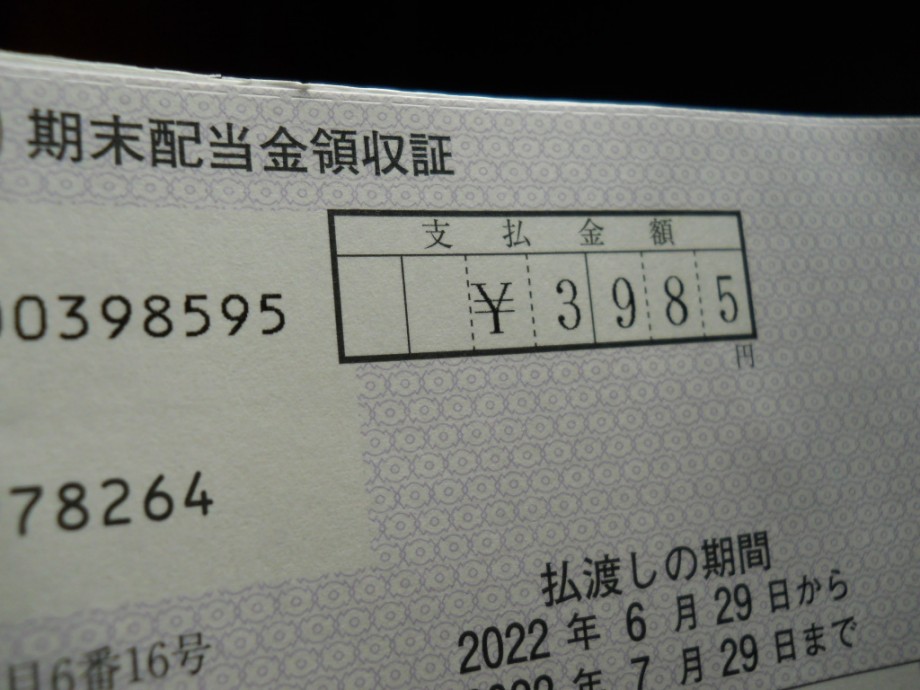 期末配当金領収証
支払金額
¥3985
円
0398595
78264
払渡しの期間
2022年6月29日から
年7月29日まで
目6番16号